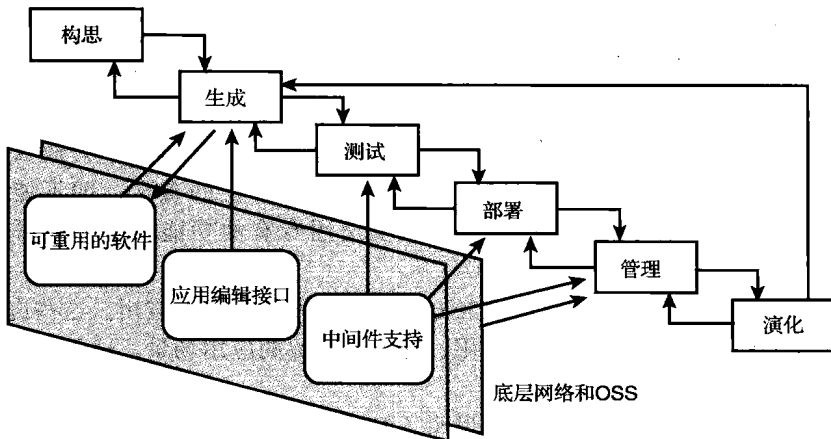 构思
生成
测试
部署
管理
演化
可重用的软件
应用编辑接口
中间件支持
底层网络和OSS